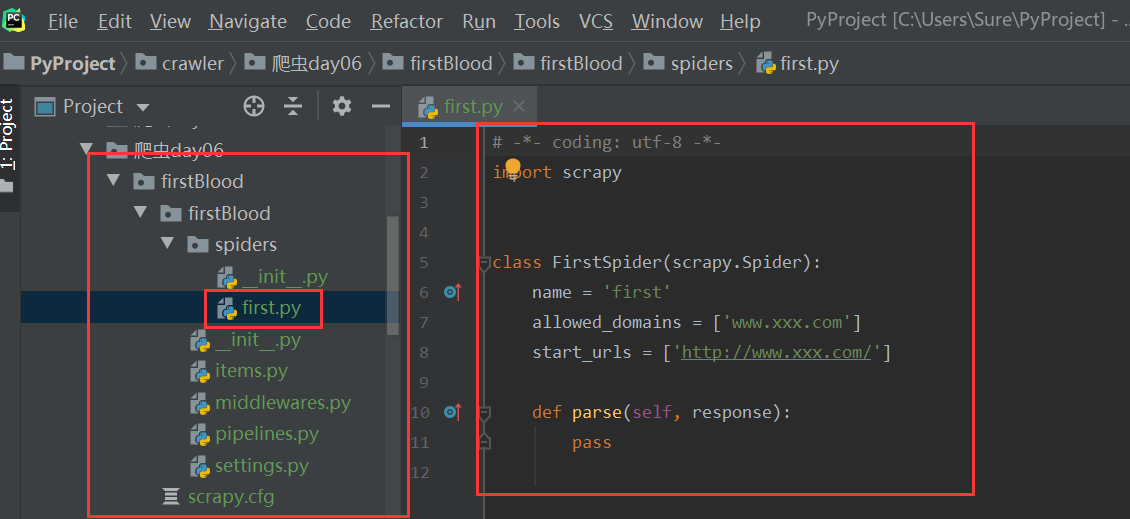 File Edit View Navigate Code Refactor Run Tools VCS Window Help PyProject [C:\Users\Sure\PyProject] - ..
PyProject crawler 爬虫day06 firstBlood firstBlood spiders first.py
1: Project
Project
爬虫day06
firstBlood
firstBlood
spiders
__init__.py
first.py
__init__.py
items.py
middlewares.py
pipelines.py
settings.py
scrapy.cfg
first.py
1 # -*- coding: utf-8 -*-
2 import scrapy
3
4
5 class FirstSpider(scrapy.Spider):
6 name = 'first'
7 allowed_domains = ['www.xxx.com']
8 start_urls = ['http://www.xxx.com/']
9
10 def parse(self, response):
11 pass
12